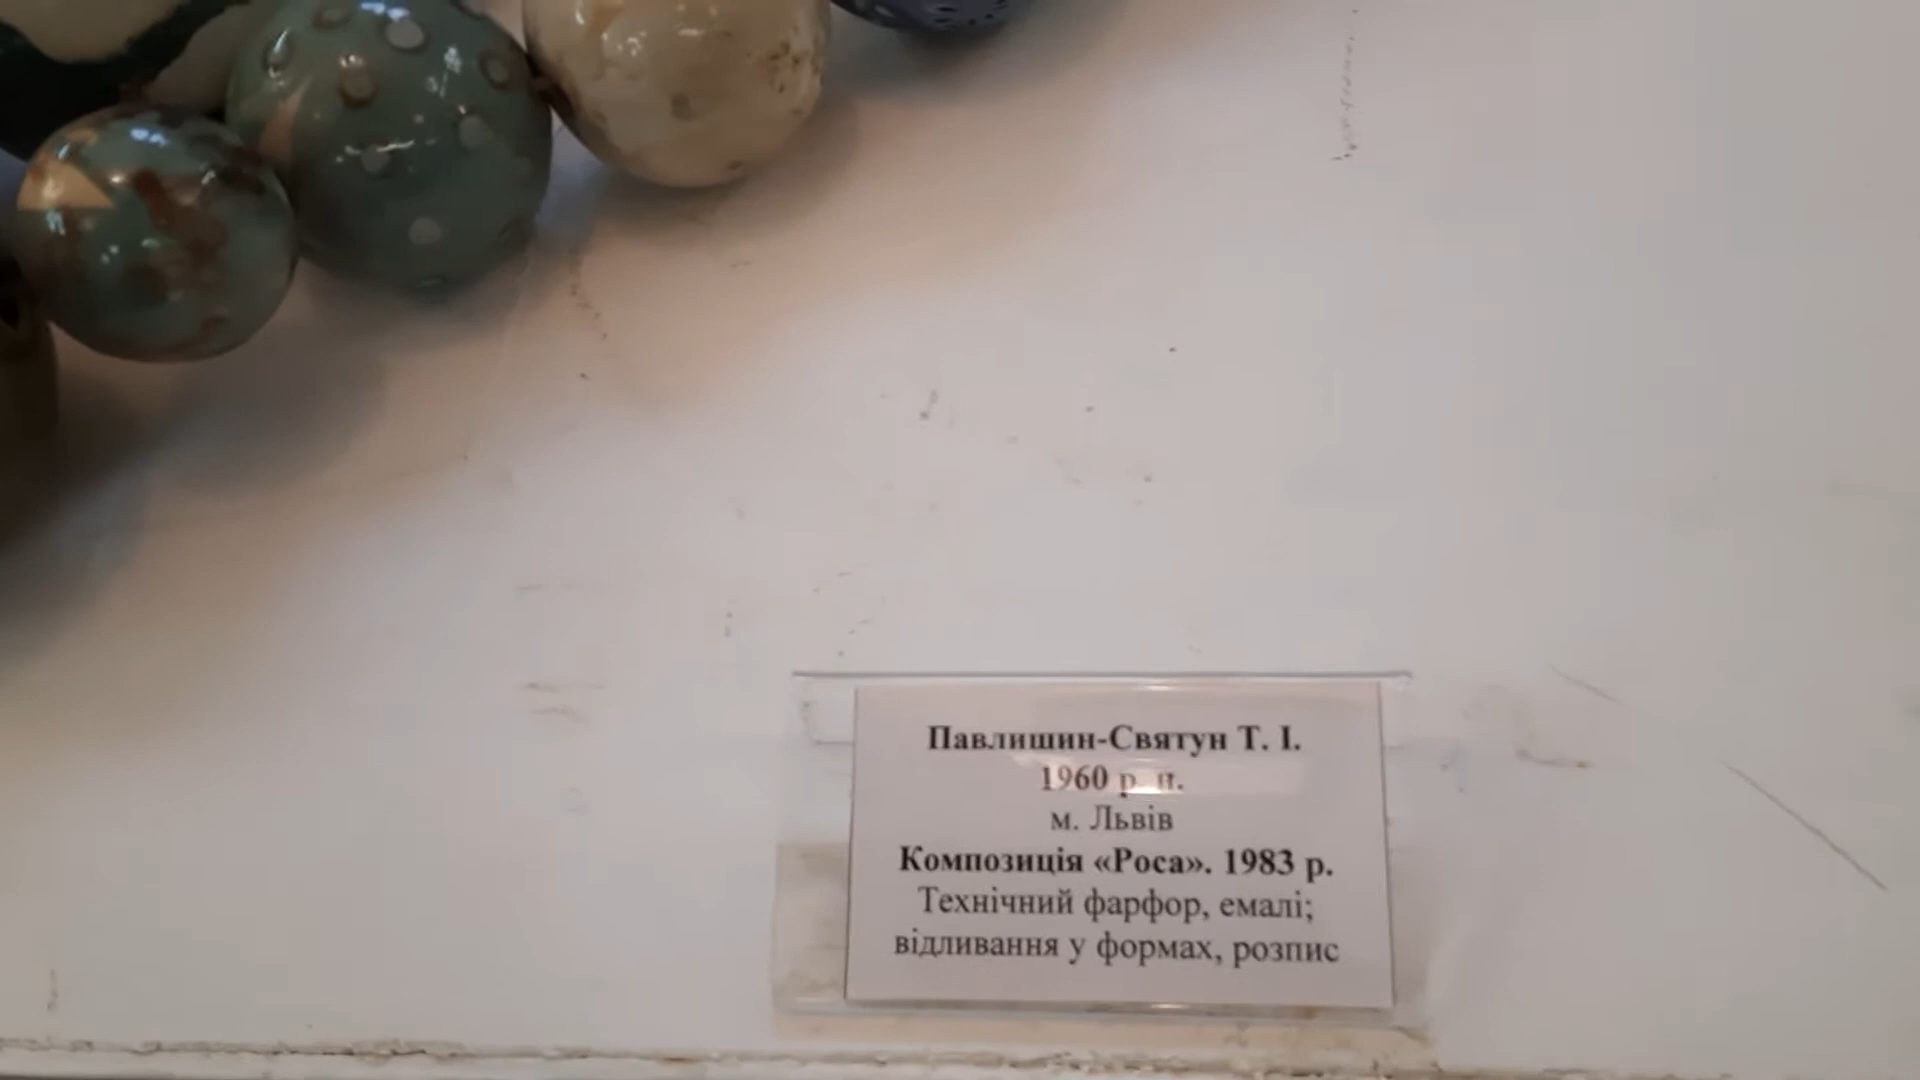 Павлишин-Святун Т. І.
1960 р. н.
м. Львів
Композиція «Роса». 1983 р.
Технічний фарфор, емалі;
відливання у формах, розпис